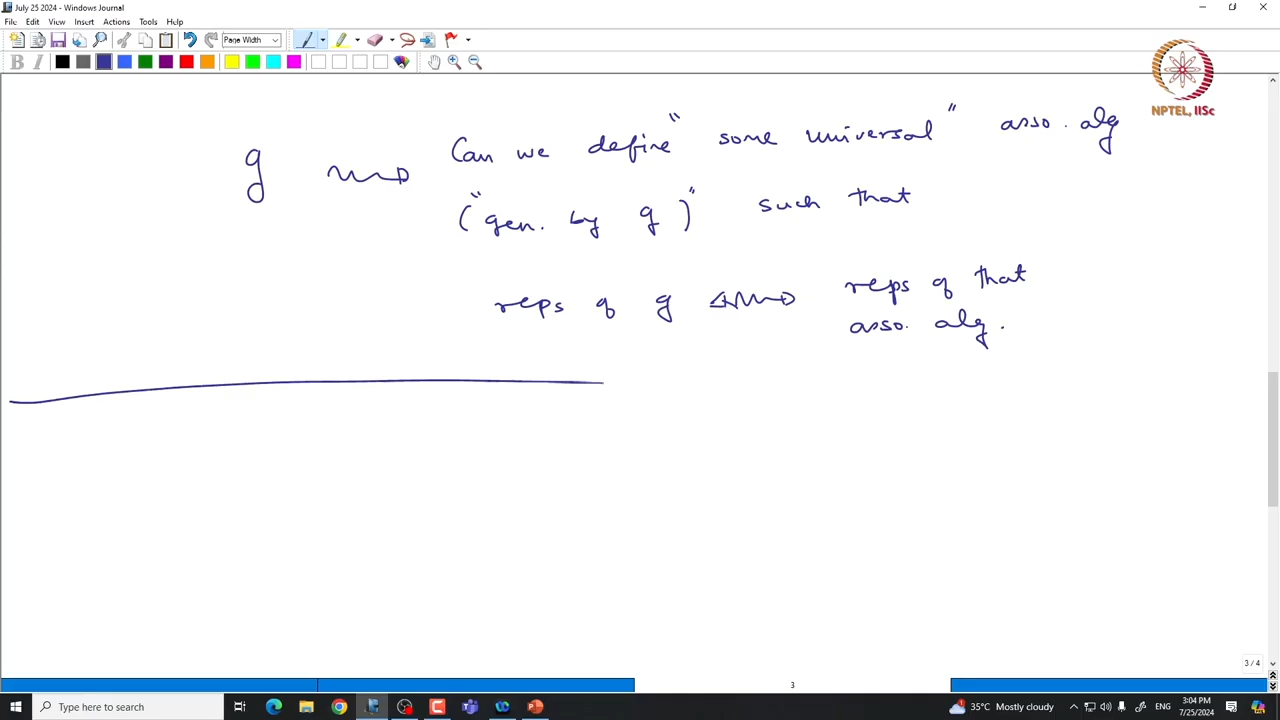 July 25 2024 - Windows Journal
File Edit View Insert Actions Tools Help
Page Width
NPTEL, IISc
g Can we define "some universal" asso. alg
("gen. by g") such that
reps of g reps of that
asso. alg.
3 / 4
3
Type here to search
35°C Mostly cloudy
ENG
3:04 PM
7/25/2024